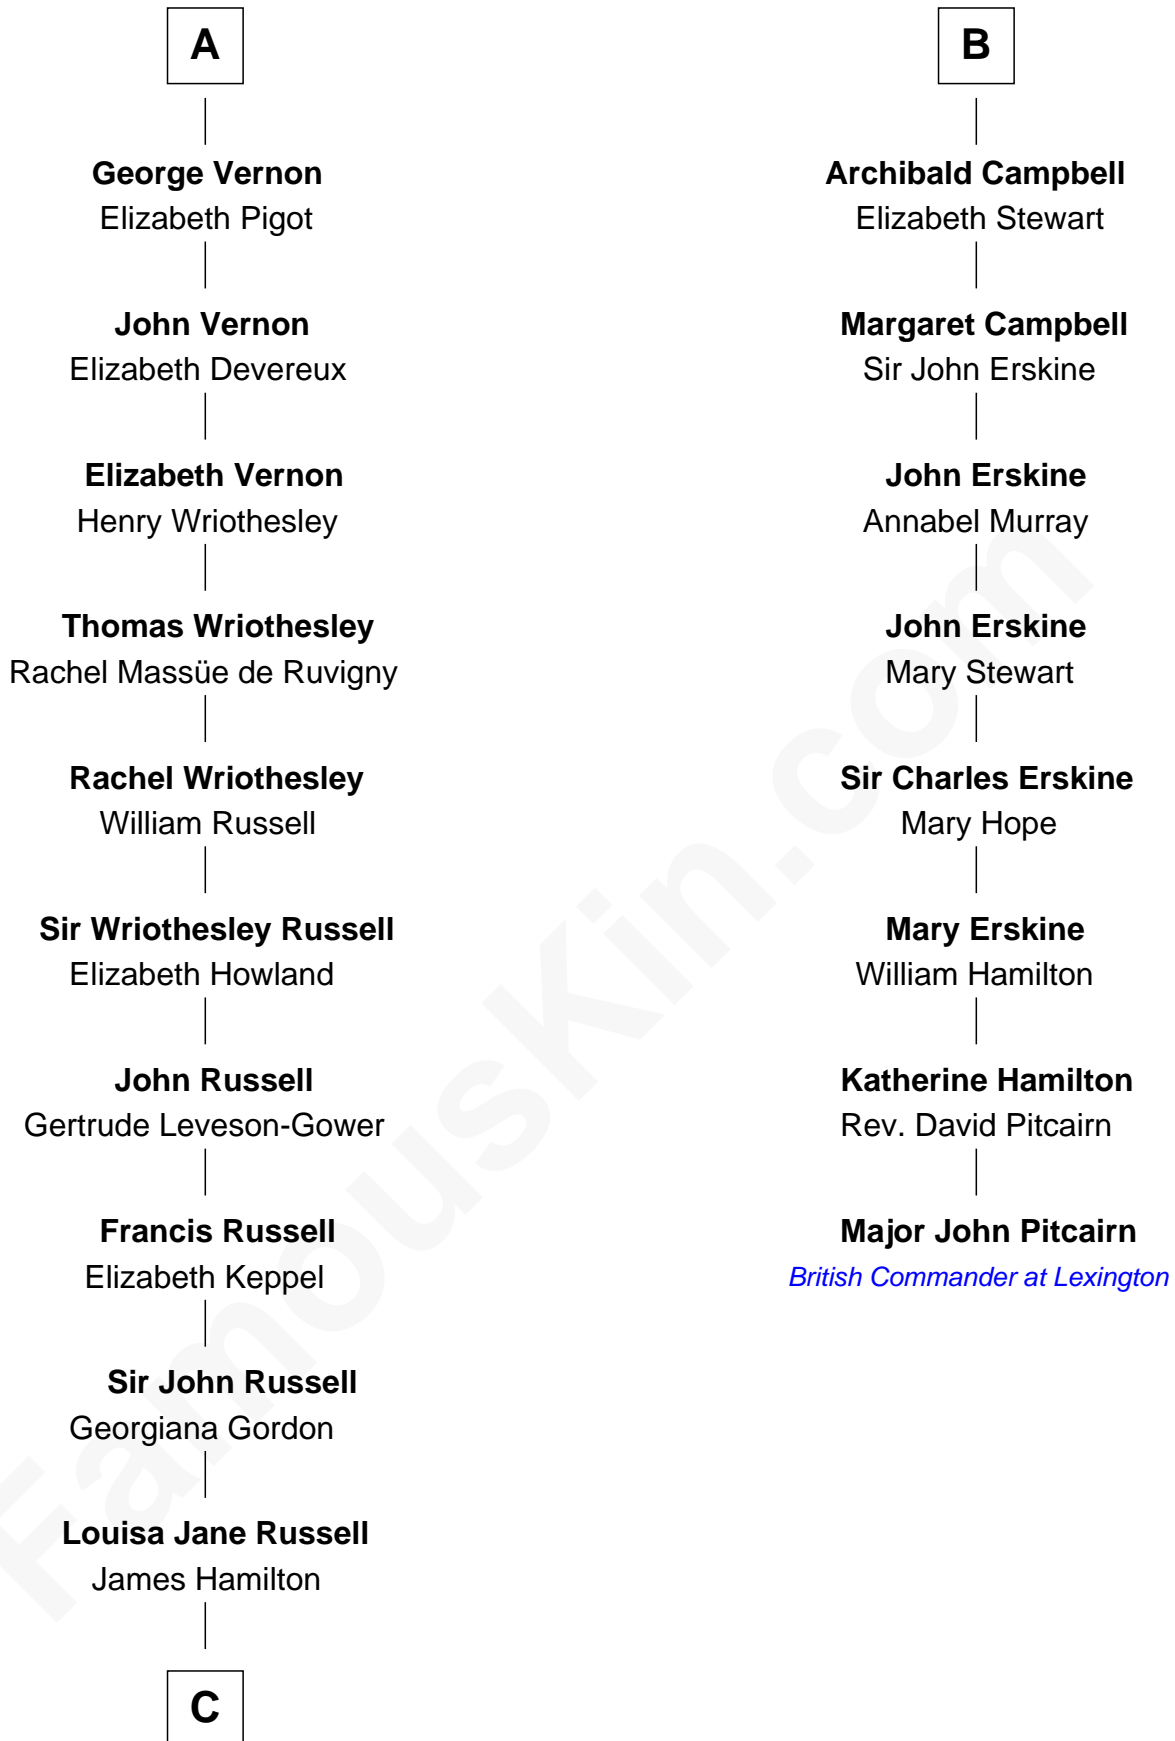 A
George Vernon
Elizabeth Pigot
John Vernon
Elizabeth Devereux
Elizabeth Vernon
Henry Wriothesley
Thomas Wriothesley
Rachel Massüe de Ruvigny
Rachel Wriothesley
William Russell
Sir Wriothesley Russell
Elizabeth Howland
John Russell
Gertrude Leveson-Gower
Francis Russell
Elizabeth Keppel
Sir John Russell
Georgiana Gordon
Louisa Jane Russell
James Hamilton
C
B
Archibald Campbell
Elizabeth Stewart
Margaret Campbell
Sir John Erskine
John Erskine
Annabel Murray
John Erskine
Mary Stewart
Sir Charles Erskine
Mary Hope
Mary Erskine
William Hamilton
Katherine Hamilton
Rev. David Pitcairn
Major John Pitcairn
British Commander at Lexington
FamousKin.com